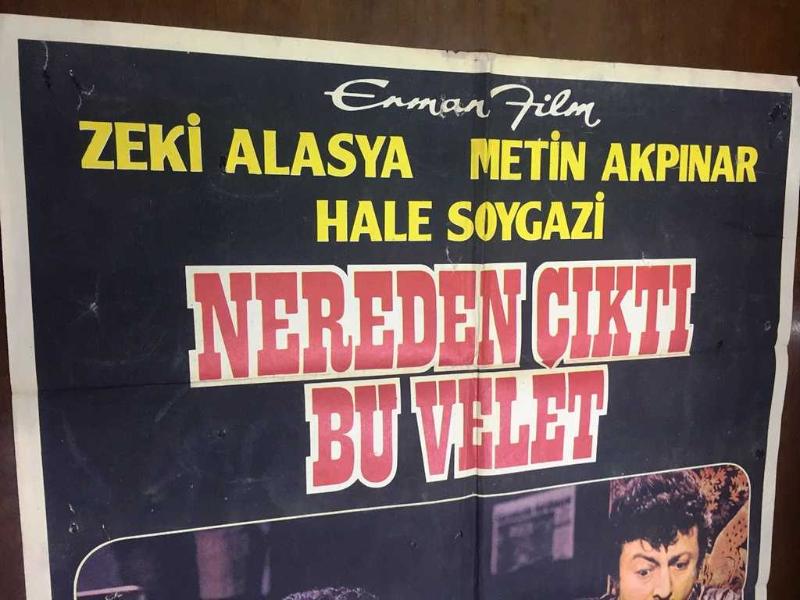 Erman Film
ZEKİ ALASYA METİN AKPINAR
HALE SOYGAZİ
NEREDEN ÇIKTI
BU VELET